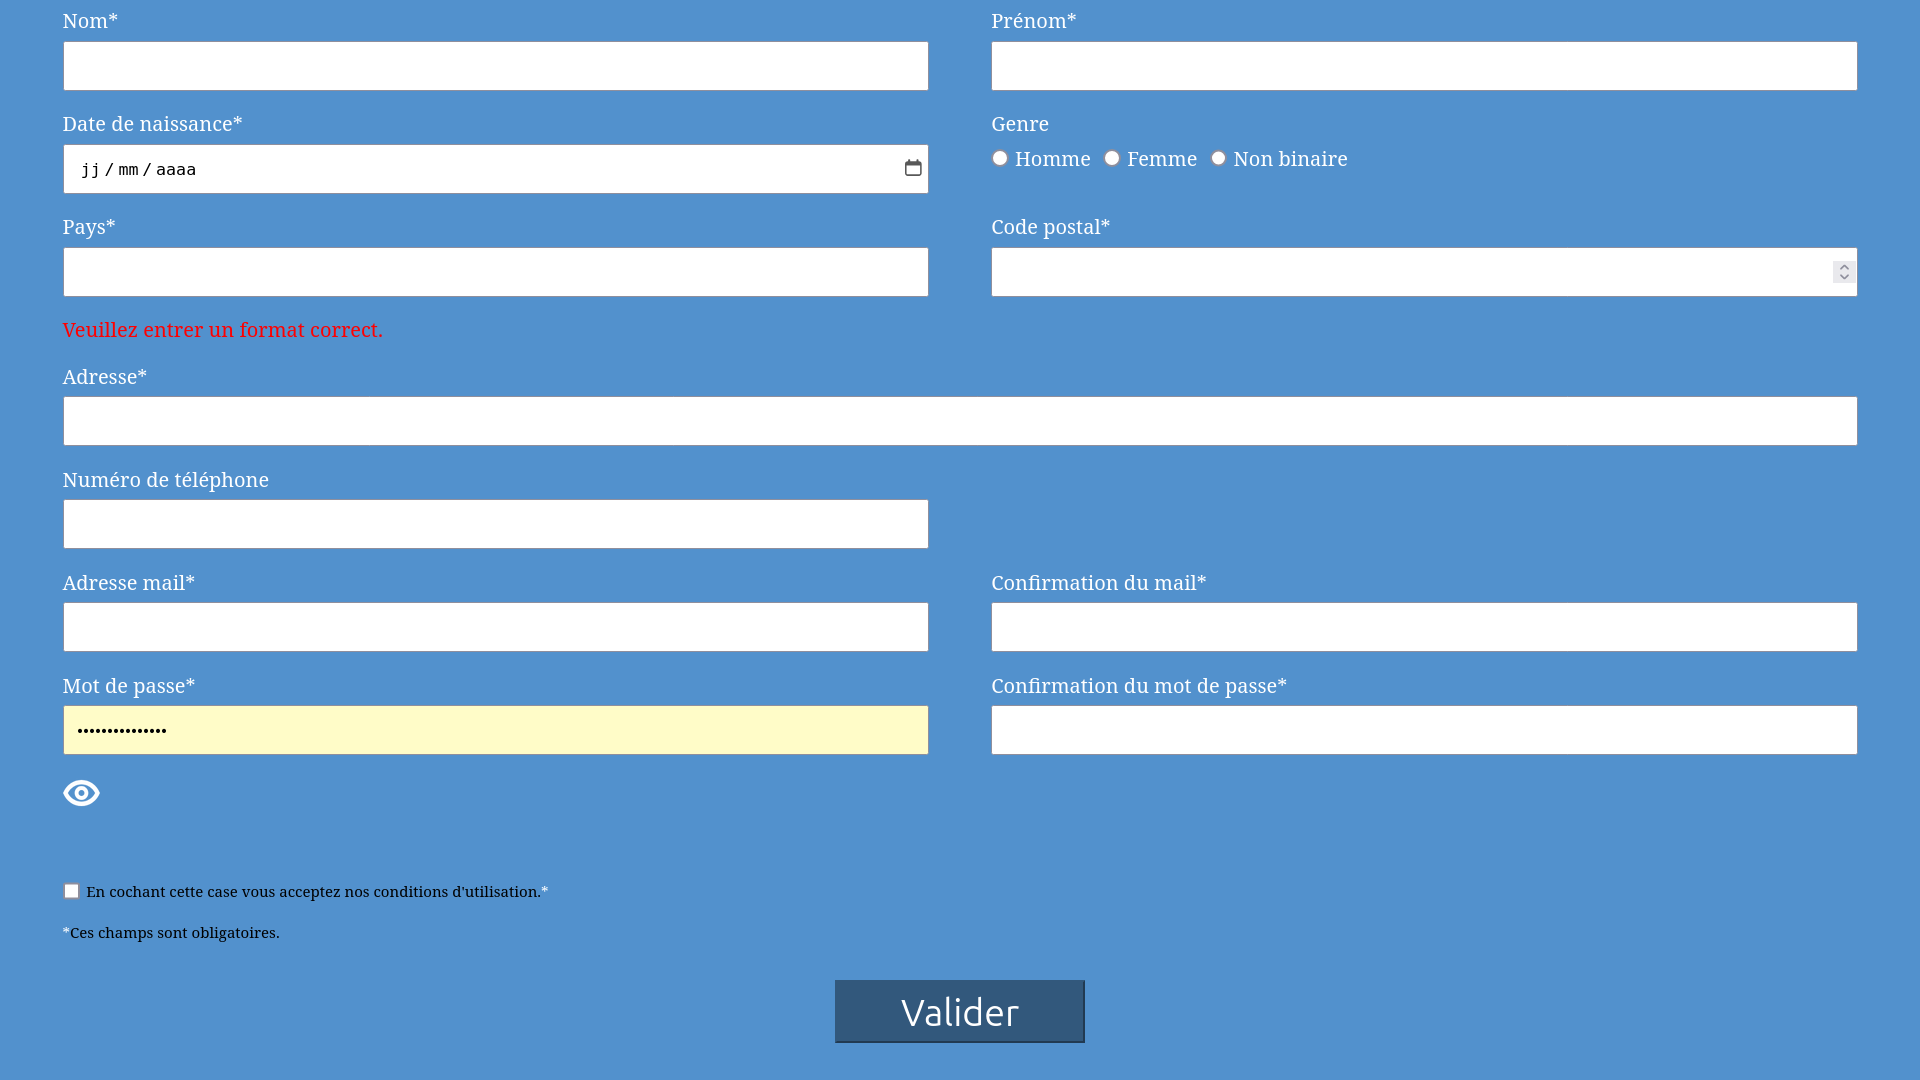 Nom*
Prénom*
Date de naissance*
Genre
jj / mm / aaaa
Homme Femme Non binaire
Pays*
Code postal*
Veuillez entrer un format correct.
Adresse*
Numéro de téléphone
Adresse mail*
Confirmation du mail*
Mot de passe*
Confirmation du mot de passe*
•••••••••••••••
En cochant cette case vous acceptez nos conditions d'utilisation.*
*Ces champs sont obligatoires.
Valider